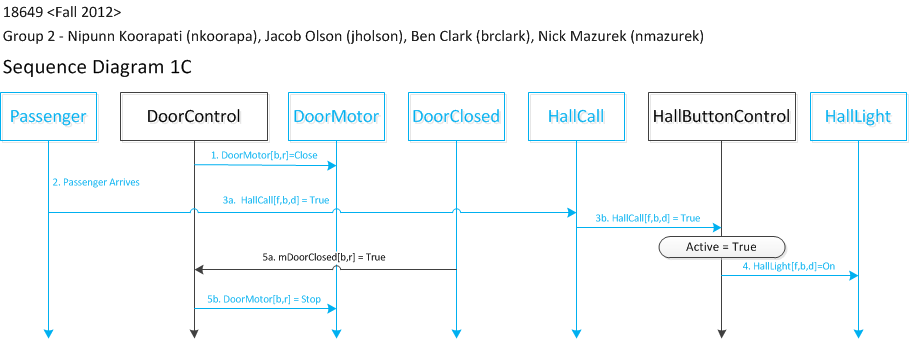 18649 <Fall 2012>
Group 2 - Nipunn Koorapati (nkoorapa), Jacob Olson (jholson), Ben Clark (brclark), Nick Mazurek (nmazurek)
Sequence Diagram 1C
Passenger DoorControl DoorMotor DoorClosed HallCall HallButtonControl HallLight
1. DoorMotor[b,r]=Close
2. Passenger Arrives
3a. HallCall[f,b,d] = True
3b. HallCall[f,b,d] = True
Active = True
5a. mDoorClosed[b,r] = True
4. HallLight[f,b,d]=On
5b. DoorMotor[b,r] = Stop